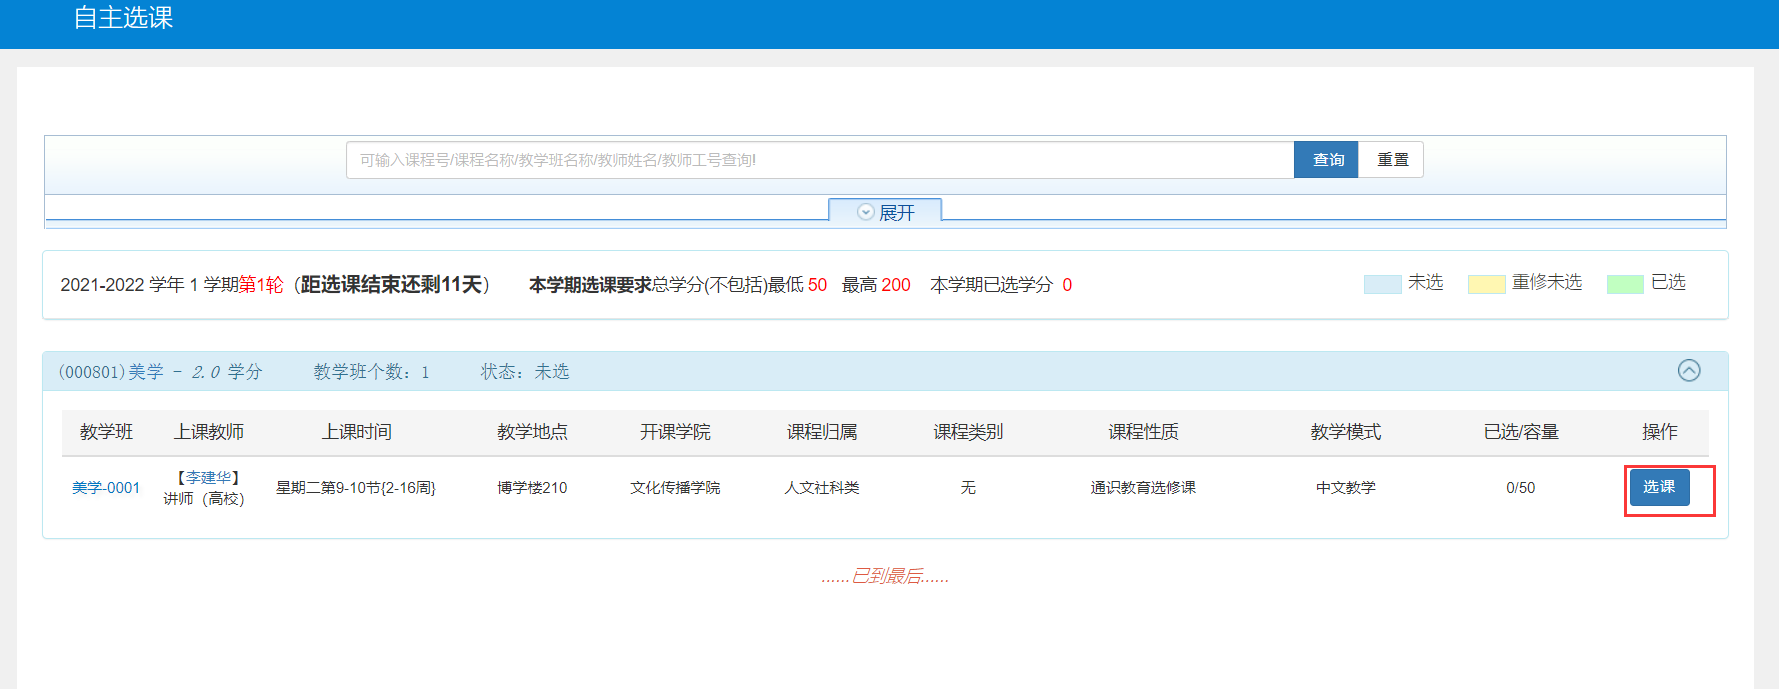 自主选课
可输入课程号/课程名称/教学班名称/教师姓名/教师工号查询! 查询 重置
展开
2021-2022 学年 1 学期第1轮（距选课结束还剩11天） 本学期选课要求总学分(不包括)最低 50 最高 200 本学期已选学分 0 未选 重修未选 已选
(000801)美学 - 2.0 学分 教学班个数：1 状态：未选
教学班 上课教师 上课时间 教学地点 开课学院 课程归属 课程类别 课程性质 教学模式 已选/容量 操作
美学-0001 【李建华】 星期二第9-10节{2-16周} 博学楼210 文化传播学院 人文社科类 无 通识教育选修课 中文教学 0/50 选课
讲师（高校）
......已到最后......